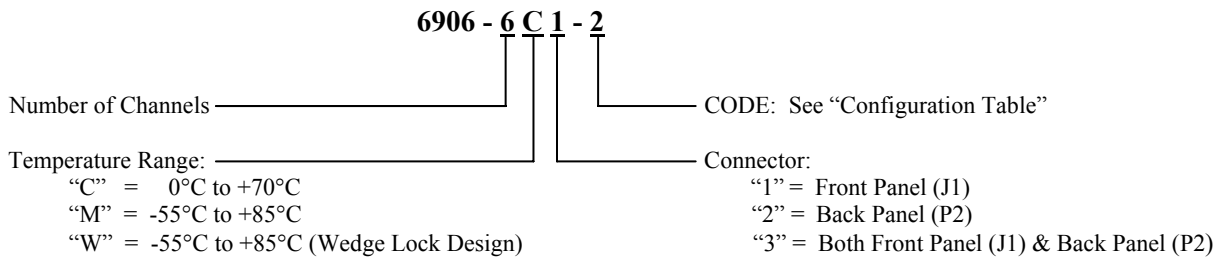 6906 - 6 C 1 - 2
Number of Channels
CODE: See “Configuration Table”
Temperature Range:
“C” = 0°C to +70°C
“M” = -55°C to +85°C
“W” = -55°C to +85°C (Wedge Lock Design)
Connector:
“1” = Front Panel (J1)
“2” = Back Panel (P2)
“3” = Both Front Panel (J1) & Back Panel (P2)